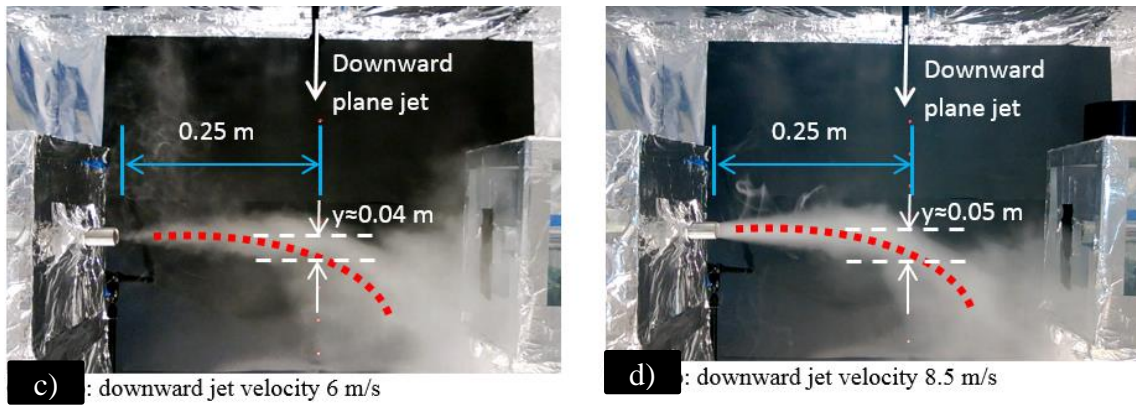 Downward
plane jet
0.25 m
y≈0.04 m
c)
: downward jet velocity 6 m/s
Downward
plane jet
0.25 m
y≈0.05 m
d)
: downward jet velocity 8.5 m/s